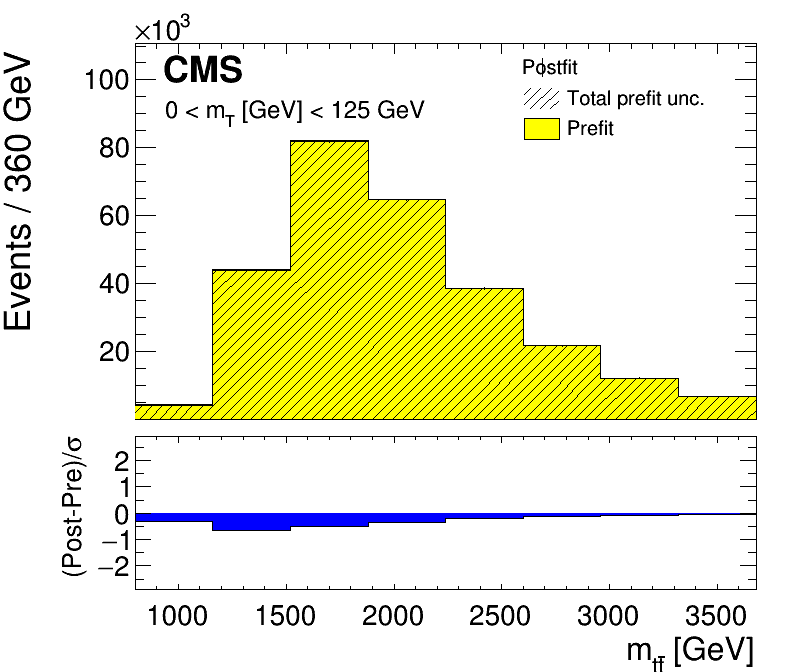 ×10³
Events / 360 GeV
100
80
60
40
20
CMS
0 < m_T [GeV] < 125 GeV
Postfit
Total prefit unc.
Prefit
(Post-Pre)/σ
2
1
0
−1
−2
1000 1500 2000 2500 3000 3500
m_tt̄ [GeV]